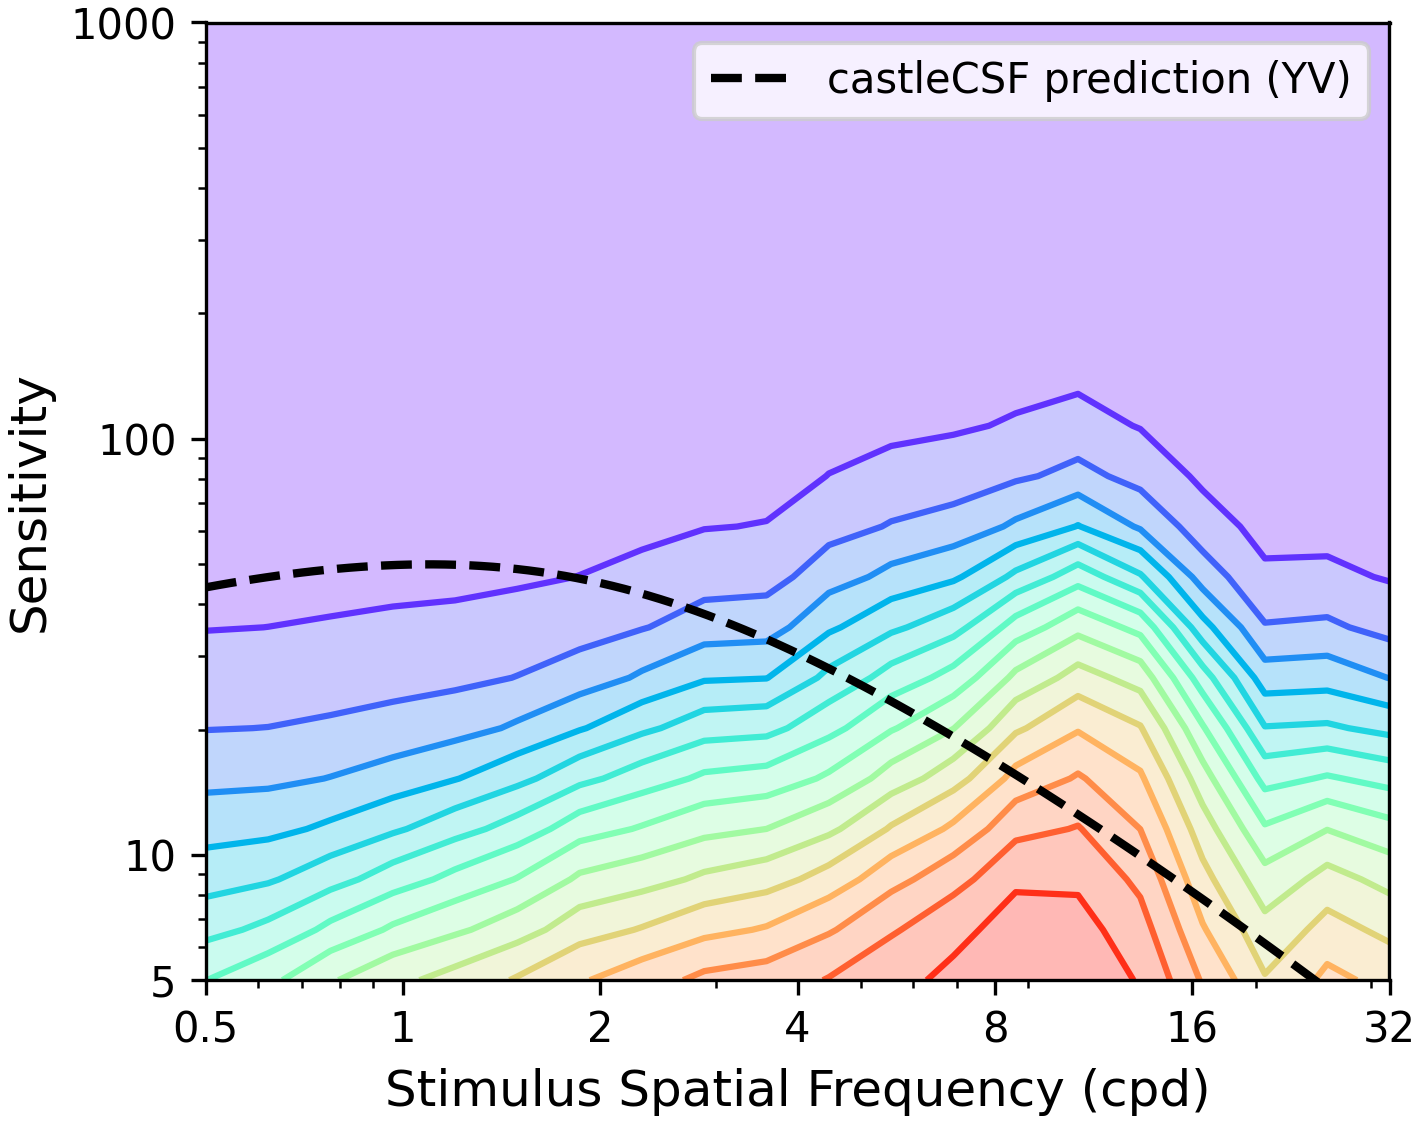 1000
100
10
5
Sensitivity
castleCSF prediction (YV)
0.5 1 2 4 8 16 32
Stimulus Spatial Frequency (cpd)